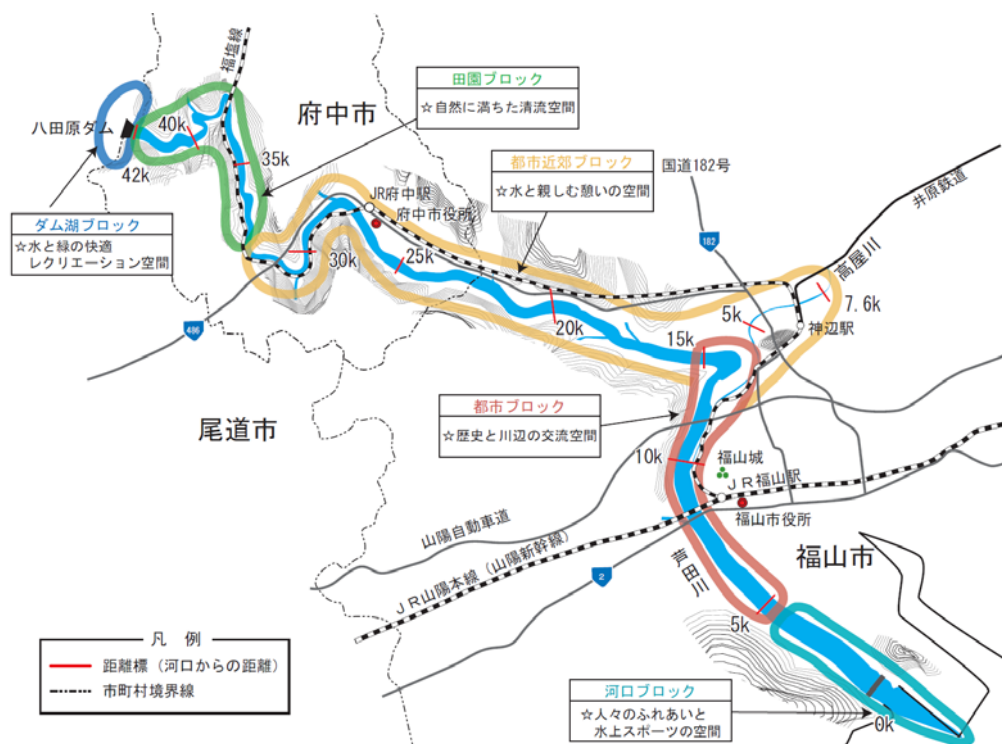 福塩線
田園ブロック
☆自然に満ちた清流空間
府中市
八田原ダム
40k
42k
35k
都市近郊ブロック
☆水と親しむ憩いの空間
国道182号
井原鉄道
JR府中駅
府中市役所
182
ダム湖ブロック
☆水と緑の快適
レクリエーション空間
30k
25k
高屋川
7.6k
5k
神辺駅
20k
15k
486
尾道市
都市ブロック
☆歴史と川辺の交流空間
10k
福山城
JR福山駅
福山市役所
山陽自動車道
JR山陽本線(山陽新幹線)
2
芦田川
福山市
5k
凡 例
距離標(河口からの距離)
市町村境界線
河口ブロック
☆人々のふれあいと
水上スポーツの空間
0k